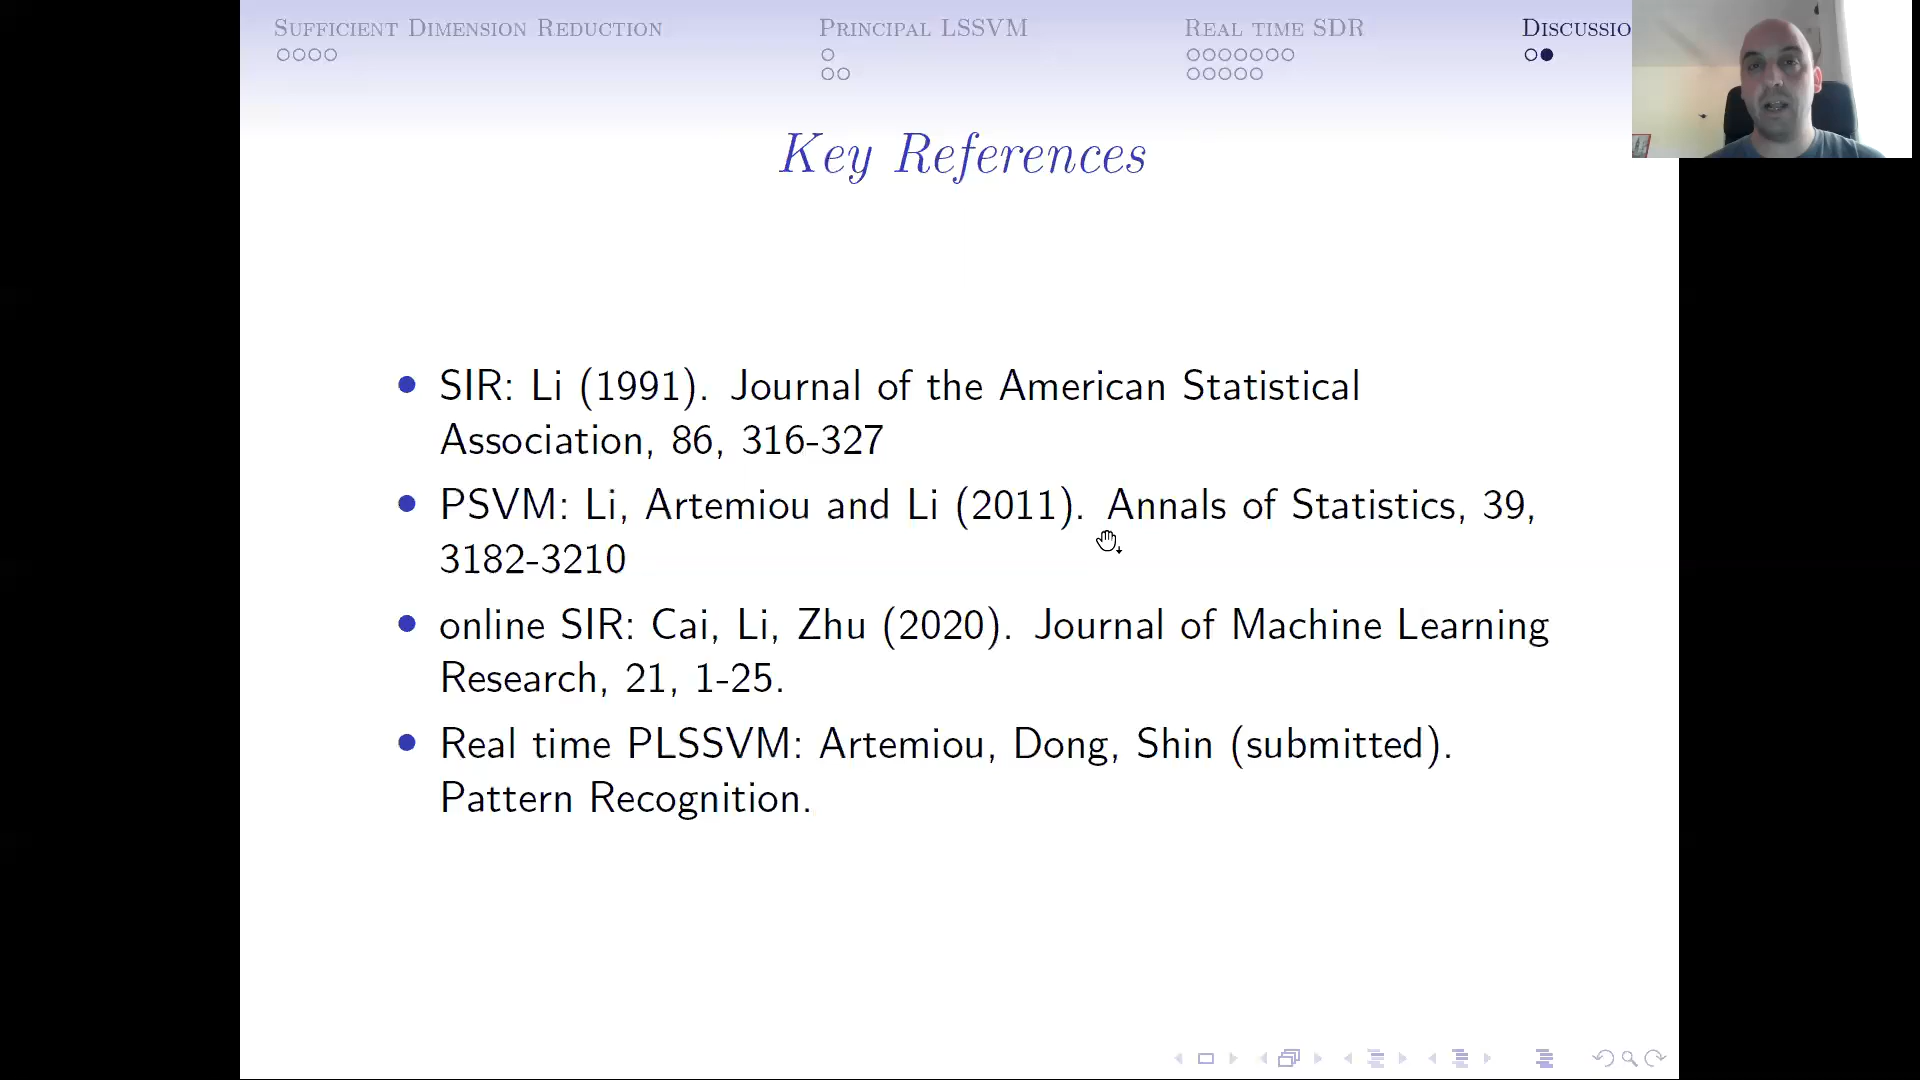 Sufficient Dimension Reduction
Principal LSSVM
Real time SDR
Discussio
Key References
SIR: Li (1991). Journal of the American Statistical
Association, 86, 316-327
PSVM: Li, Artemiou and Li (2011). Annals of Statistics, 39,
3182-3210
online SIR: Cai, Li, Zhu (2020). Journal of Machine Learning
Research, 21, 1-25.
Real time PLSSVM: Artemiou, Dong, Shin (submitted).
Pattern Recognition.